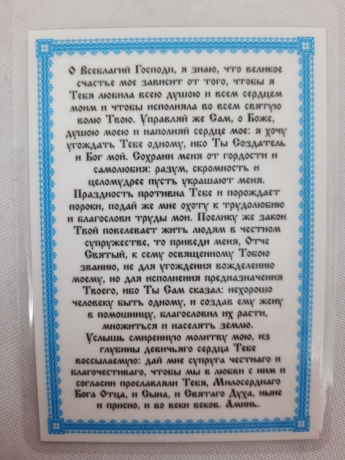 О Всеблагий Господи, я знаю, что великое
счастье мое зависит от того, чтобы я
Тебя любила всею душою и всем сердцем
моим и чтобы исполняла во всем святую
волю Твою. Управляй же Сам, о Боже,
душою моею и наполняй сердце мое: я хочу
угождать Тебе одному, ибо Ты Создатель
и Бог мой. Сохрани меня от гордости и
самолюбия: разум, скромность и
целомудрее пусть украшают меня.
Праздность противна Тебе и порождает
пороки, подай же мне охоту к трудолюбию
и благослови труды мои. Поелику же закон
Твой повелевает жить людям в честном
супружестве, то приведи меня, Отче
Святый, к сему освященному Тобою
званию, не для угождения вожделению
моему, но для исполнения предназначения
Твоего, ибо Ты Сам сказал: нехорошо
человеку быть одному, и создав ему жену
в помощницу, благословил их расти,
множиться и населять землю.
Услышь смиренную молитву мою, из
глубины девичьяго сердца Тебе
воссылаемую: дай мне супруга честнаго и
благочестиваго, чтобы мы в любви с ним и
согласии прославляли Тебя, Милосерднаго
Бога Отца, и Сына, и Святаго Духа, ныне
и присно, и во веки веков. Аминь.